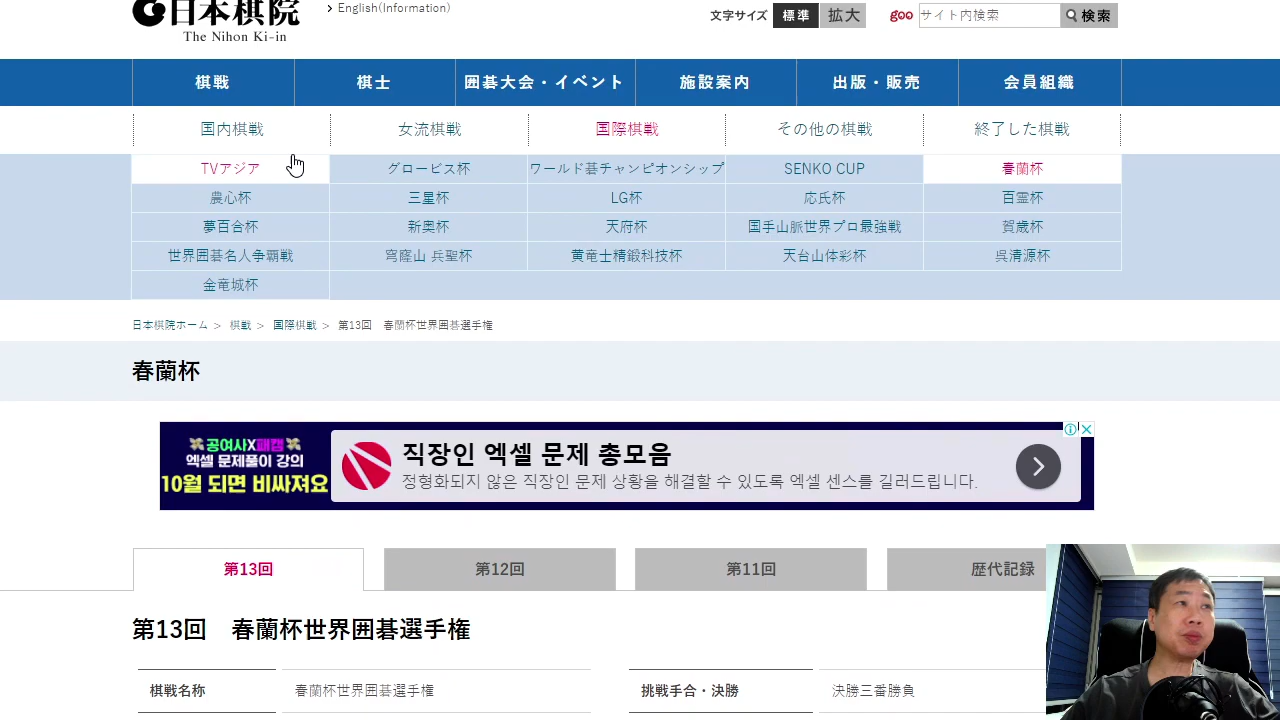 日本棋院
The Nihon Ki-in
English(Information)
文字サイズ 標準 拡大
goo サイト内検索 検索
棋戦 棋士 囲碁大会・イベント 施設案内 出版・販売 会員組織
国内棋戦 女流棋戦 国際棋戦 その他の棋戦 終了した棋戦
TVアジア グロービス杯 ワールド碁チャンピオンシップ SENKO CUP 春蘭杯
農心杯 三星杯 LG杯 応氏杯 百霊杯
夢百合杯 新奥杯 天府杯 国手山脈世界プロ最強戦 賀歳杯
世界囲碁名人争覇戦 穹窿山 兵聖杯 黄竜士精鍛科技杯 天台山体彩杯 呉清源杯
金竜城杯
日本棋院ホーム > 棋戦 > 国際棋戦 > 第13回 春蘭杯世界囲碁選手権
春蘭杯
공여사X패캠
엑셀 문제풀이 강의
10월 되면 비싸져요
직장인 엑셀 문제 총모음
정형화되지 않은 직장인 문제 상황을 해결할 수 있도록 엑셀 센스를 길러드립니다.
第13回 第12回 第11回 歴代記録
第13回 春蘭杯世界囲碁選手権
棋戦名称 春蘭杯世界囲碁選手権 挑戦手合・決勝 決勝三番勝負